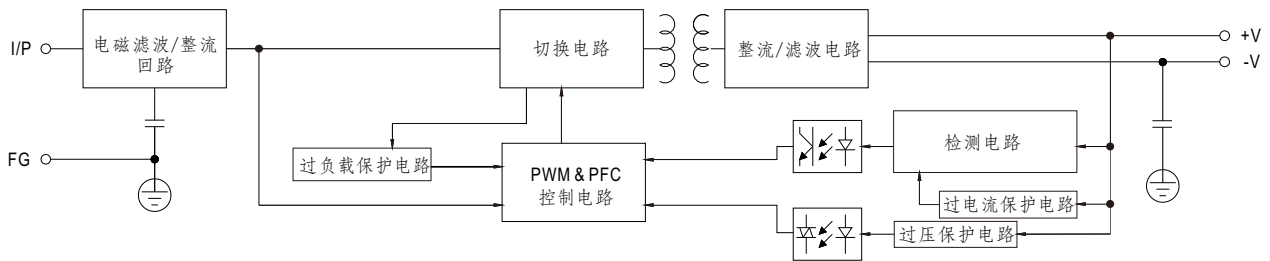 I/P
电磁滤波/整流
回路
切换电路
整流/滤波电路
+V
-V
FG
过负载保护电路
PWM & PFC
控制电路
检测电路
过电流保护电路
过压保护电路